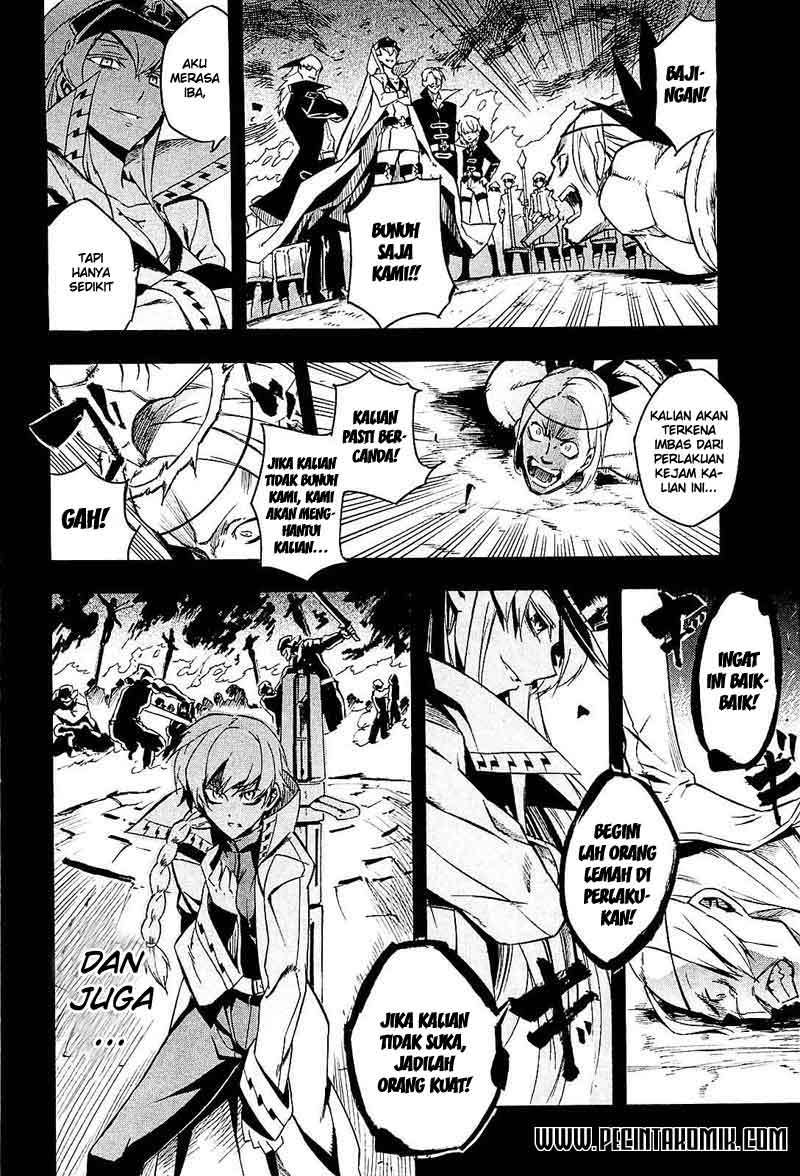 BAJI-
NGAN!
BUNUH
SAJA
KAMI!!
AKU
MERASA
IBA,
TAPI
HANYA
SEDIKIT
KALIAN AKAN
TERKENA
IMBAS DARI
PERLAKUAN
KEJAM KA-
LIAN INI...
KALIAN
PASTI BER-
CANDA!
JIKA KALIAN
TIDAK BUNUH
KAMI, KAMI
AKAN MENG-
HANTUI
KALIAN...
GAH!
INGAT
INI BAIK-
BAIK!
BEGINI
LAH ORANG
LEMAH DI
PERLAKU-
KAN!
JIKA KALIAN
TIDAK SUKA,
JADILAH
ORANG KUAT!
DAN
JUGA
...
WWW.PECINTAKOMIK.COM